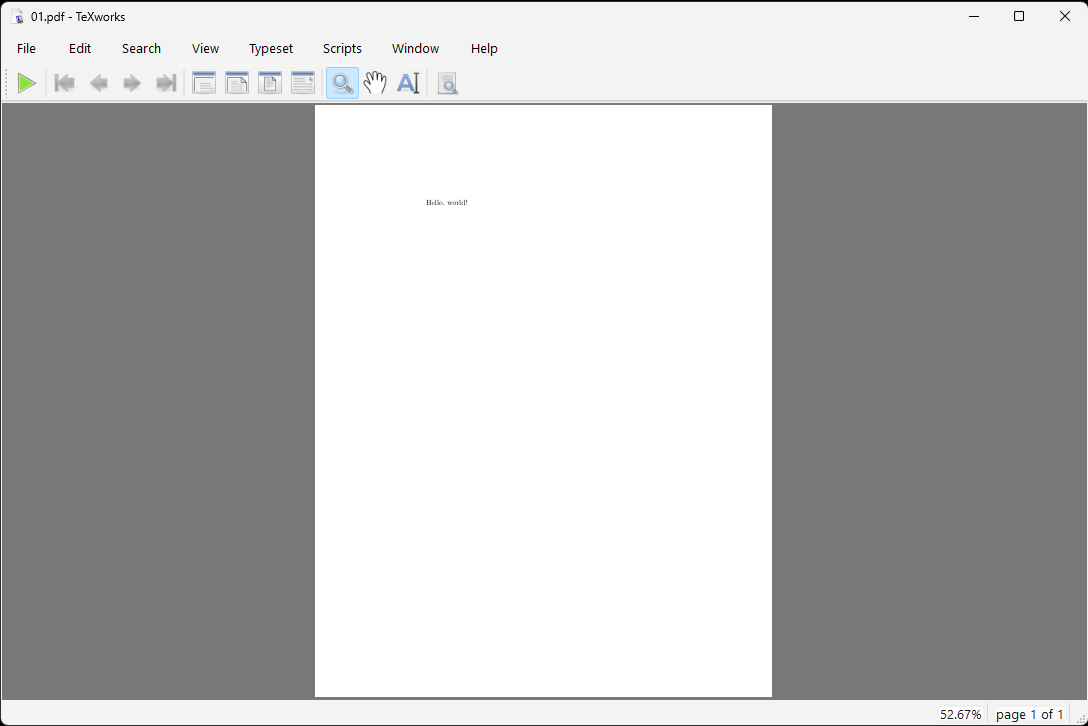 01.pdf - TeXworks
File Edit Search View Typeset Scripts Window Help
AI
Hello, world!
52.67% page 1 of 1